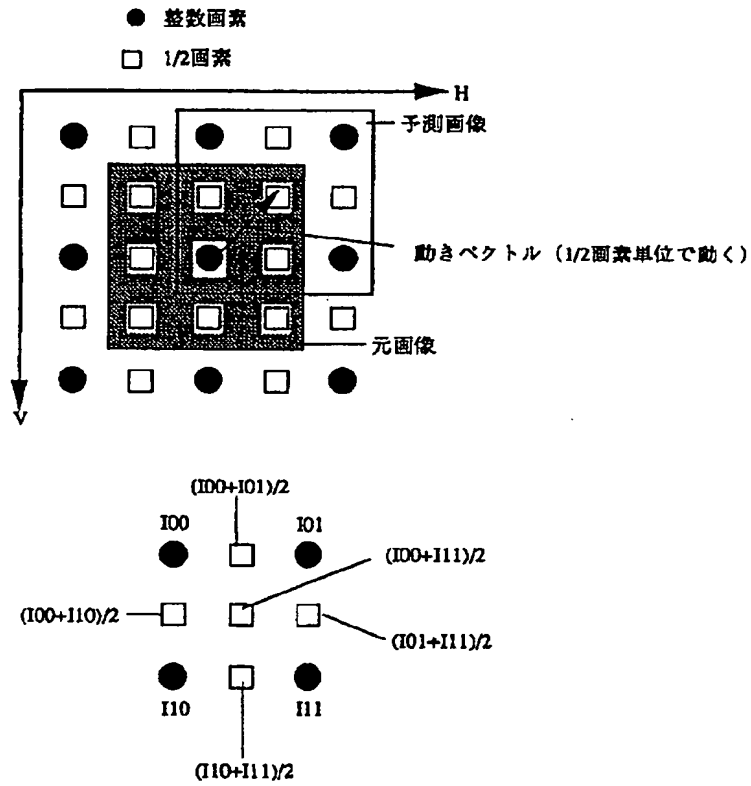 整数画素
1/2画素
H
予測画像
動きベクトル（1/2画素単位で動く）
元画像
V
(I00+I01)/2
I00
I01
(I00+I11)/2
(I00+I10)/2
(I01+I11)/2
I10
I11
(I10+I11)/2